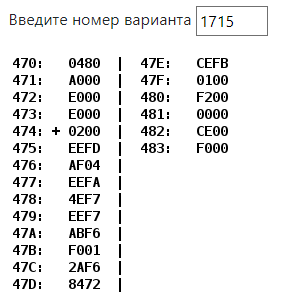 Введите номер варианта 1715
470: 0480 | 47E: CEFB
471: A000 | 47F: 0100
472: E000 | 480: F200
473: E000 | 481: 0000
474: + 0200 | 482: CE00
475: EEFD | 483: F000
476: AF04 |
477: EEFA |
478: 4EF7 |
479: EEF7 |
47A: ABF6 |
47B: F001 |
47C: 2AF6 |
47D: 8472 |